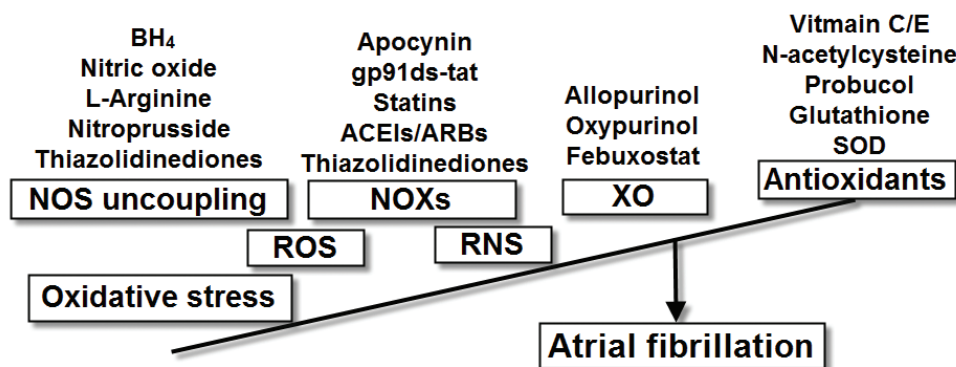 BH₄
Nitric oxide
L-Arginine
Nitroprusside
Thiazolidinediones
NOS uncoupling
Apocynin
gp91ds-tat
Statins
ACEIs/ARBs
Thiazolidinediones
NOXs
Allopurinol
Oxypurinol
Febuxostat
XO
Vitmain C/E
N-acetylcysteine
Probucol
Glutathione
SOD
Antioxidants
ROS
RNS
Oxidative stress
Atrial fibrillation